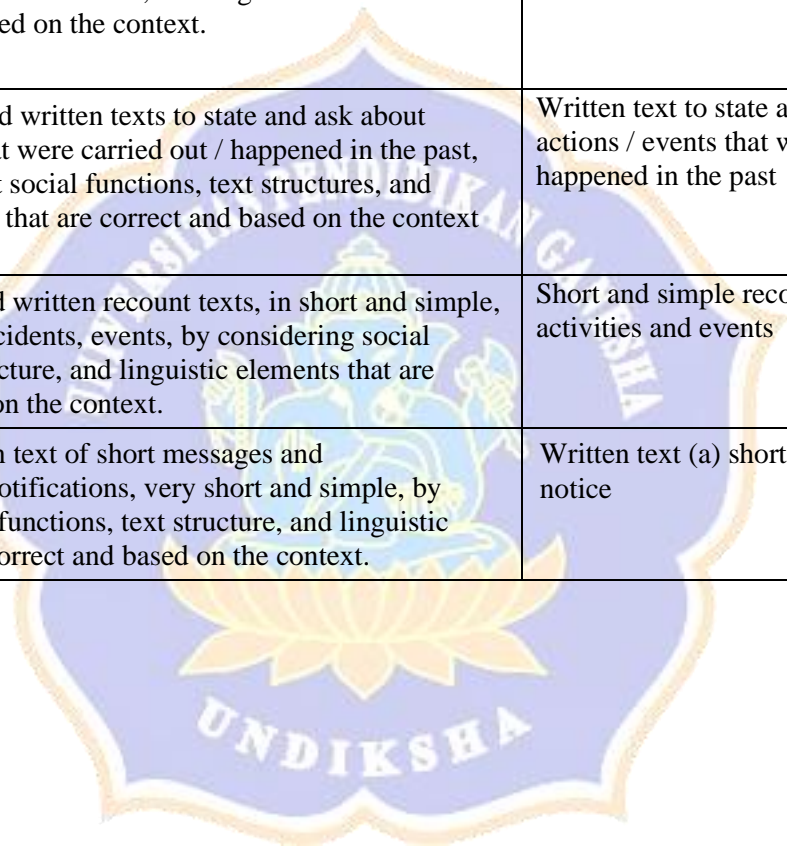 ed on the context.
d written texts to state and ask about
t were carried out / happened in the past,
t social functions, text structures, and
that are correct and based on the context
Written text to state a
actions / events that w
happened in the past
d written recount texts, in short and simple,
cidents, events, by considering social
cture, and linguistic elements that are
on the context.
Short and simple reco
activities and events
n text of short messages and
otifications, very short and simple, by
functions, text structure, and linguistic
orrect and based on the context.
Written text (a) short
notice
UNIVERSITAS PENDIDIKAN GANESHA
UNDIKSHA